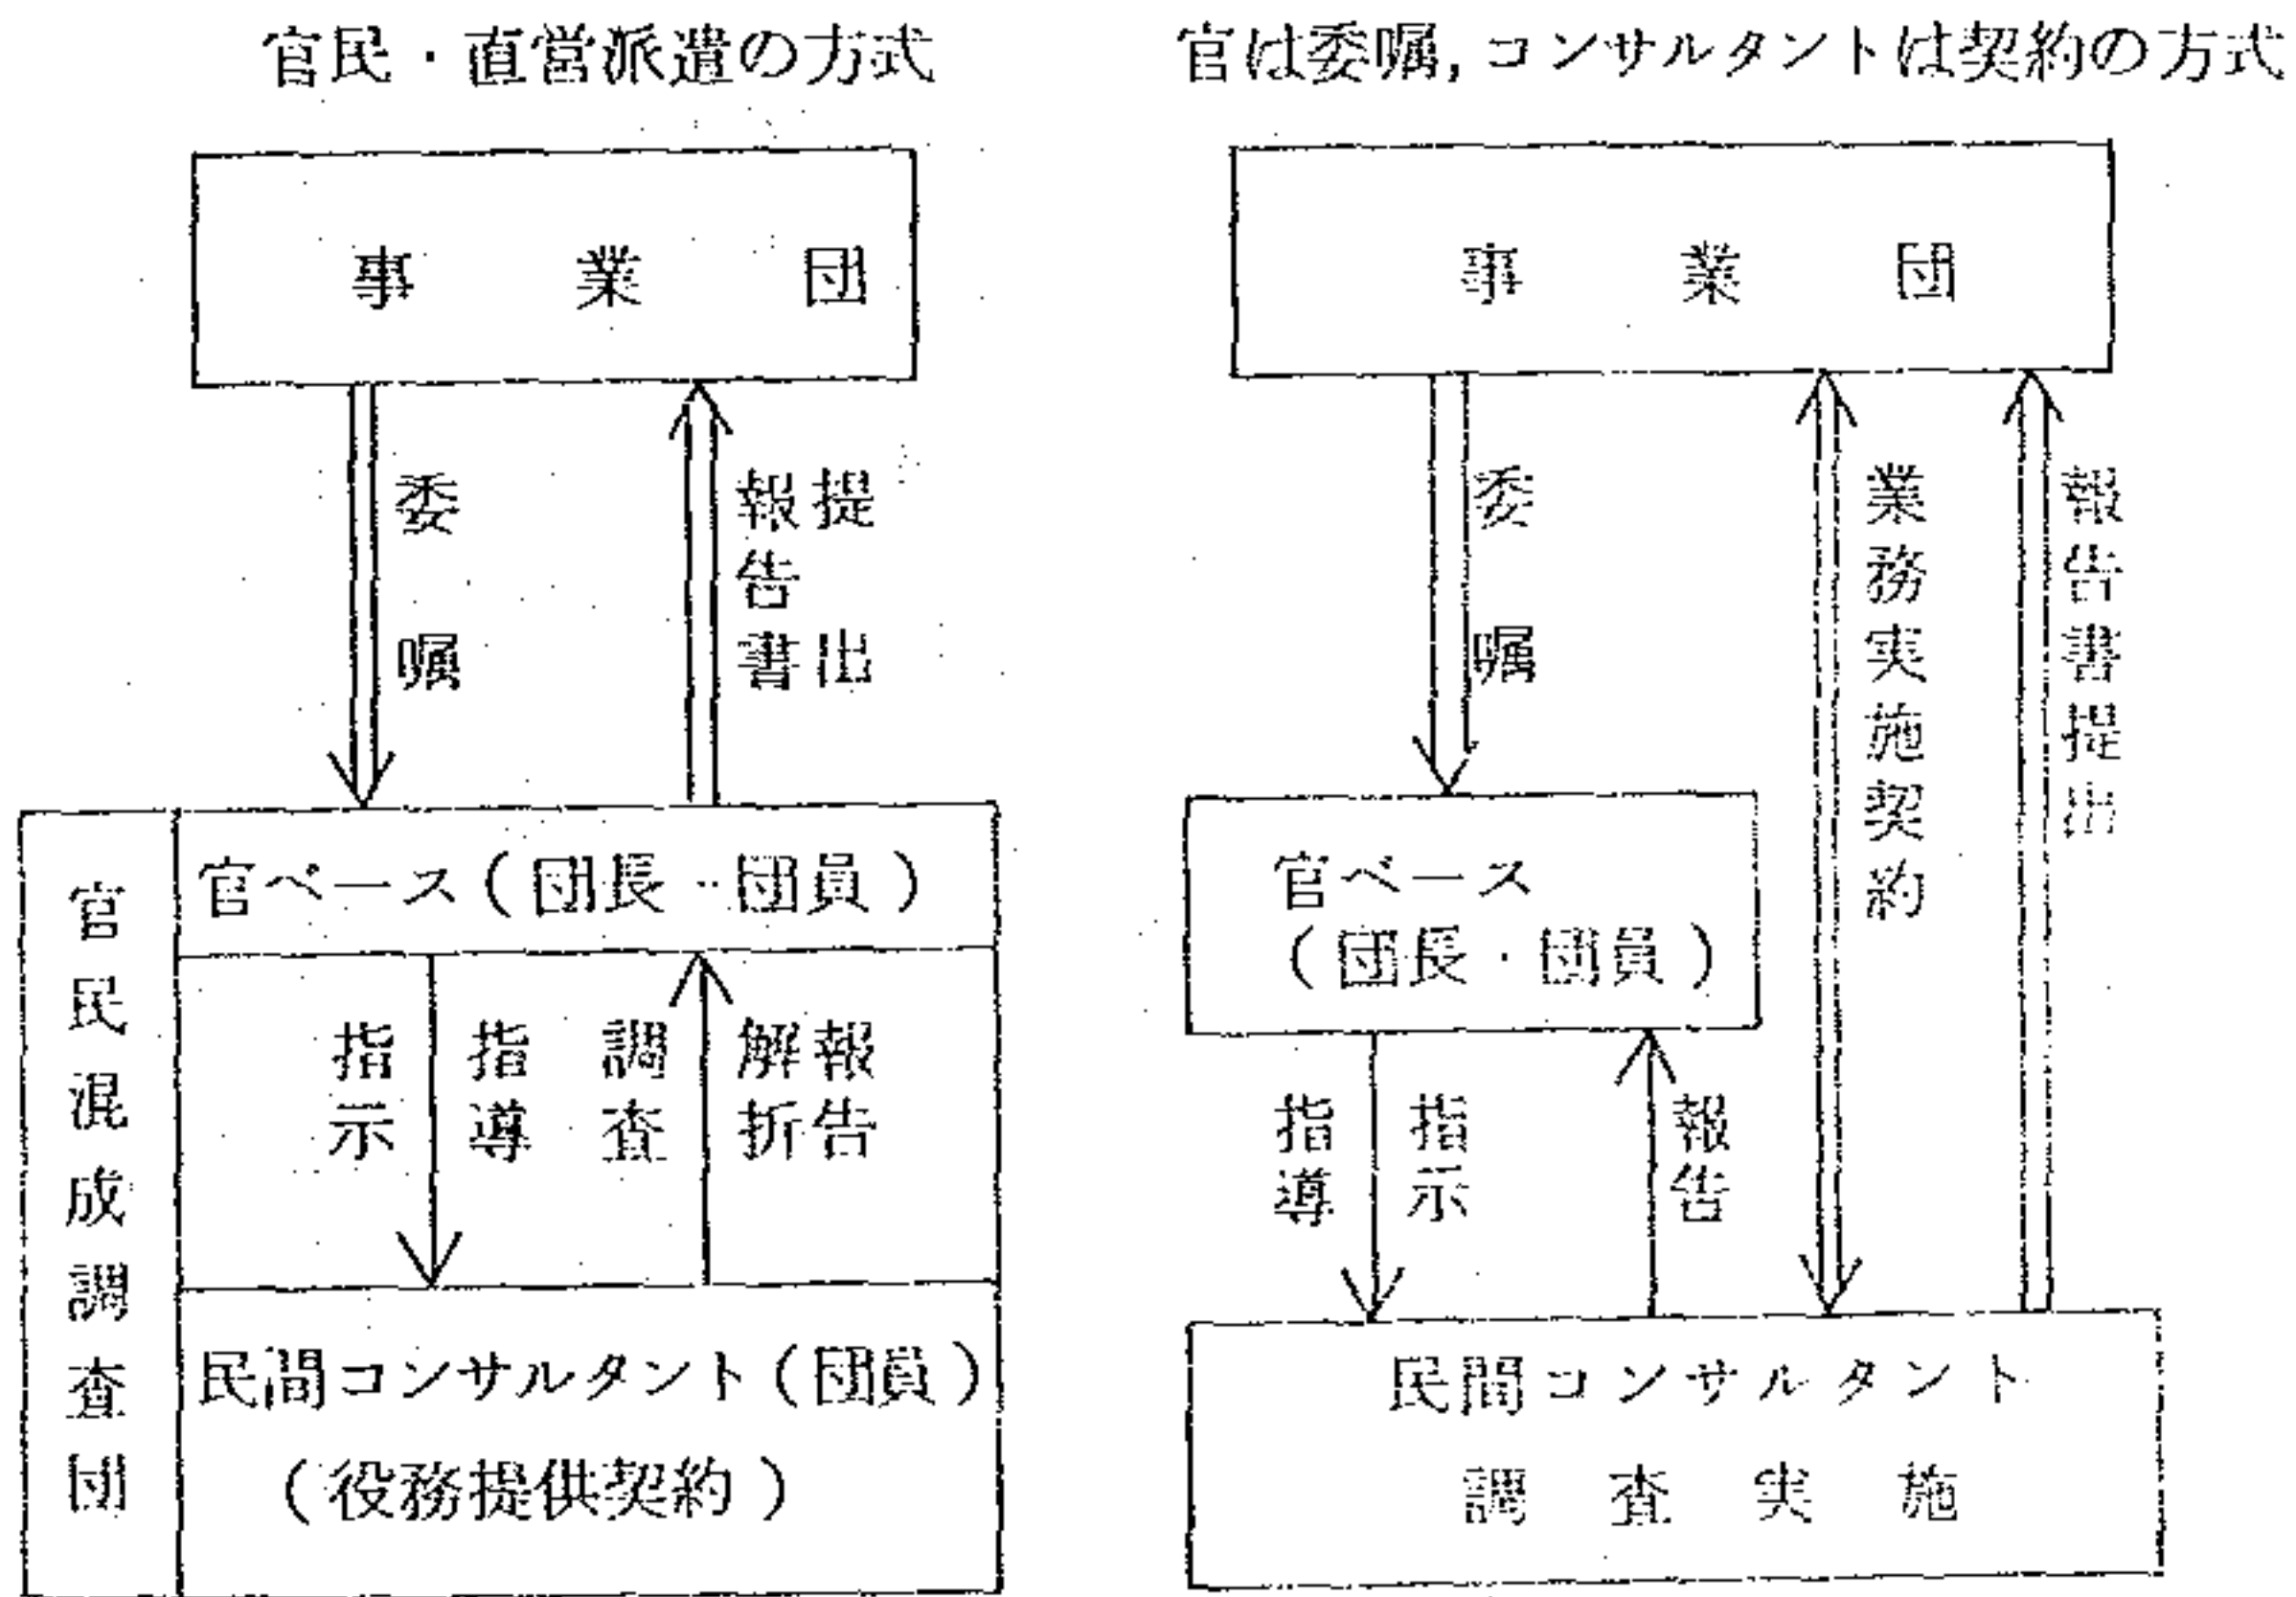 官民・直営派遣の方式
事業団
委嘱
報告書
提出
官民混成調査団
官ベース(団長・団員)
指示
指導
調査
解折
報告
民間コンサルタント(団員)
(役務提供契約)
官は委嘱,コンサルタントは契約の方式
事業団
委嘱
業務実施契約
報告書提出
官ベース
(団長・団員)
指導
指示
報告
民間コンサルタント
調査実施